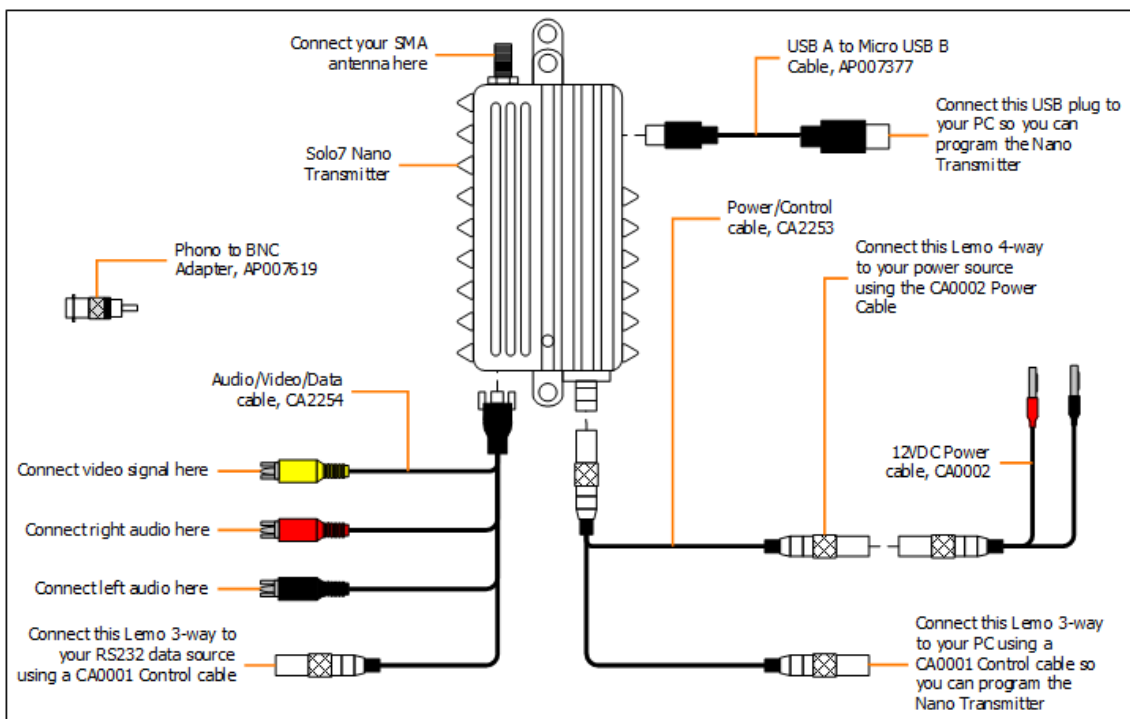 Connect your SMA
antenna here
USB A to Micro USB B
Cable, AP007377
Connect this USB plug to
your PC so you can
program the Nano
Transmitter
Solo7 Nano
Transmitter
Power/Control
cable, CA2253
Phono to BNC
Adapter, AP007619
Connect this Lemo 4-way
to your power source
using the CA0002 Power
Cable
Audio/Video/Data
cable, CA2254
12VDC Power
cable, CA0002
Connect video signal here
Connect right audio here
Connect left audio here
Connect this Lemo 3-way to
your RS232 data source
using a CA0001 Control cable
Connect this Lemo 3-way
to your PC using a
CA0001 Control cable so
you can program the
Nano Transmitter